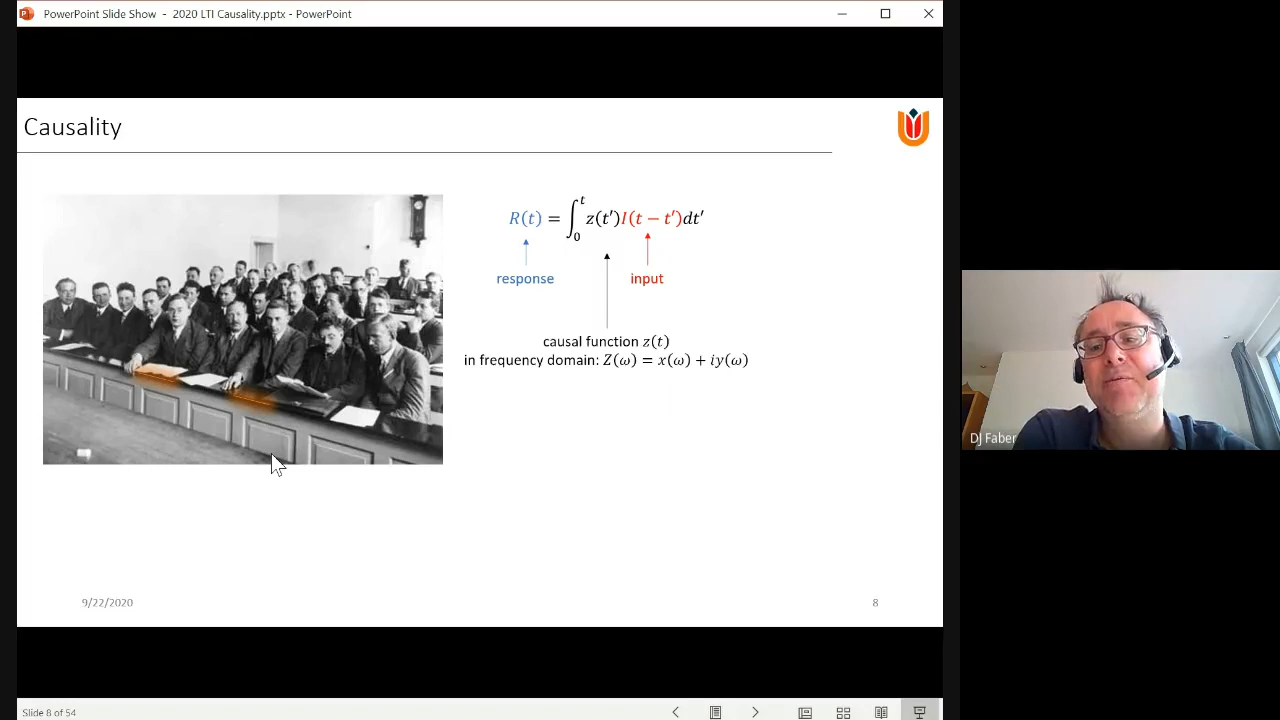 PowerPoint Slide Show - 2020 LTI Causality.pptx - PowerPoint
Causality
R(t) = ∫₀ᵗ z(t′)I(t − t′)dt′
response
input
causal function z(t)
in frequency domain: Z(ω) = x(ω) + iy(ω)
DJ Faber
9/22/2020
8
Slide 8 of 54